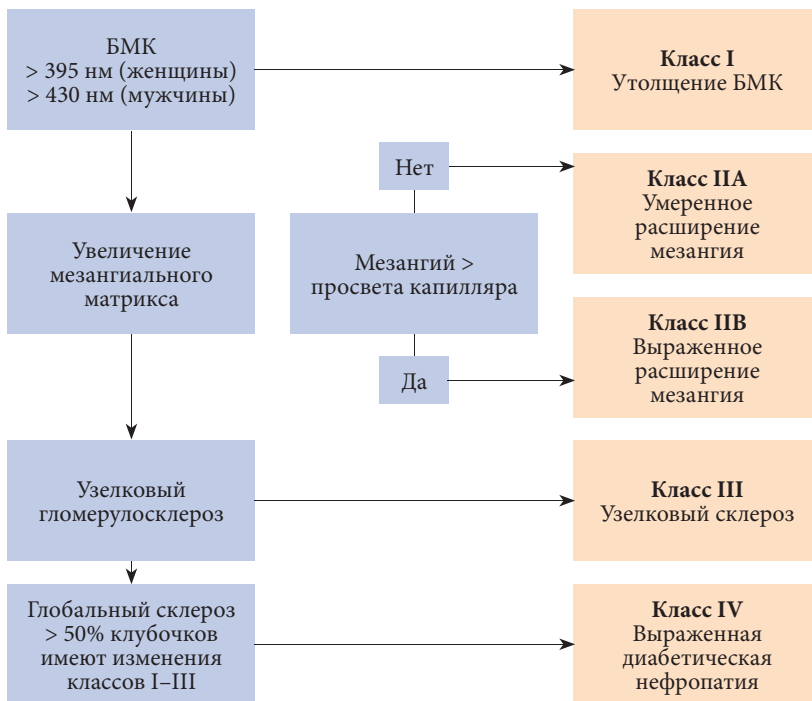 БМК
> 395 нм (женщины)
> 430 нм (мужчины)
Класс I
Утолщение БМК
Нет
Класс IIA
Умеренное
расширение
мезангия
Увеличение
мезангиального
матрикса
Мезангий >
просвета капилляра
Класс IIB
Выраженное
расширение
мезангия
Да
Узелковый
гломерулосклероз
Класс III
Узелковый склероз
Глобальный склероз
> 50% клубочков
имеют изменения
классов I–III
Класс IV
Выраженная
диабетическая
нефропатия